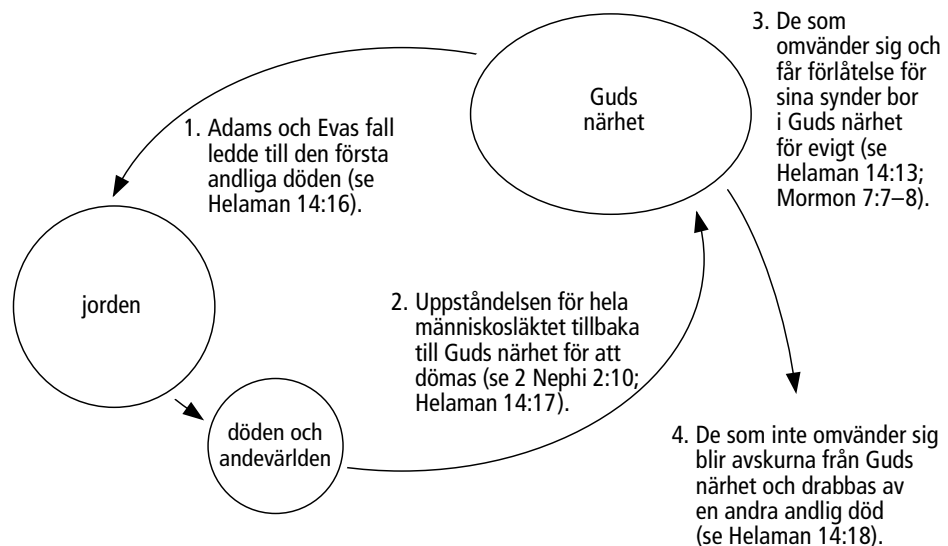 3. De som
omvänder sig och
får förlåtelse för
sina synder bor
i Guds närhet
för evigt (se
Helaman 14:13;
Mormon 7:7–8).
Guds
närhet
1. Adams och Evas fall
ledde till den första
andliga döden (se
Helaman 14:16).
jorden
2. Uppståndelsen för hela
människosläktet tillbaka
till Guds närhet för att
dömas (se 2 Nephi 2:10;
Helaman 14:17).
döden och
andevärlden
4. De som inte omvänder sig
blir avskurna från Guds
närhet och drabbas av
en andra andlig död
(se Helaman 14:18).